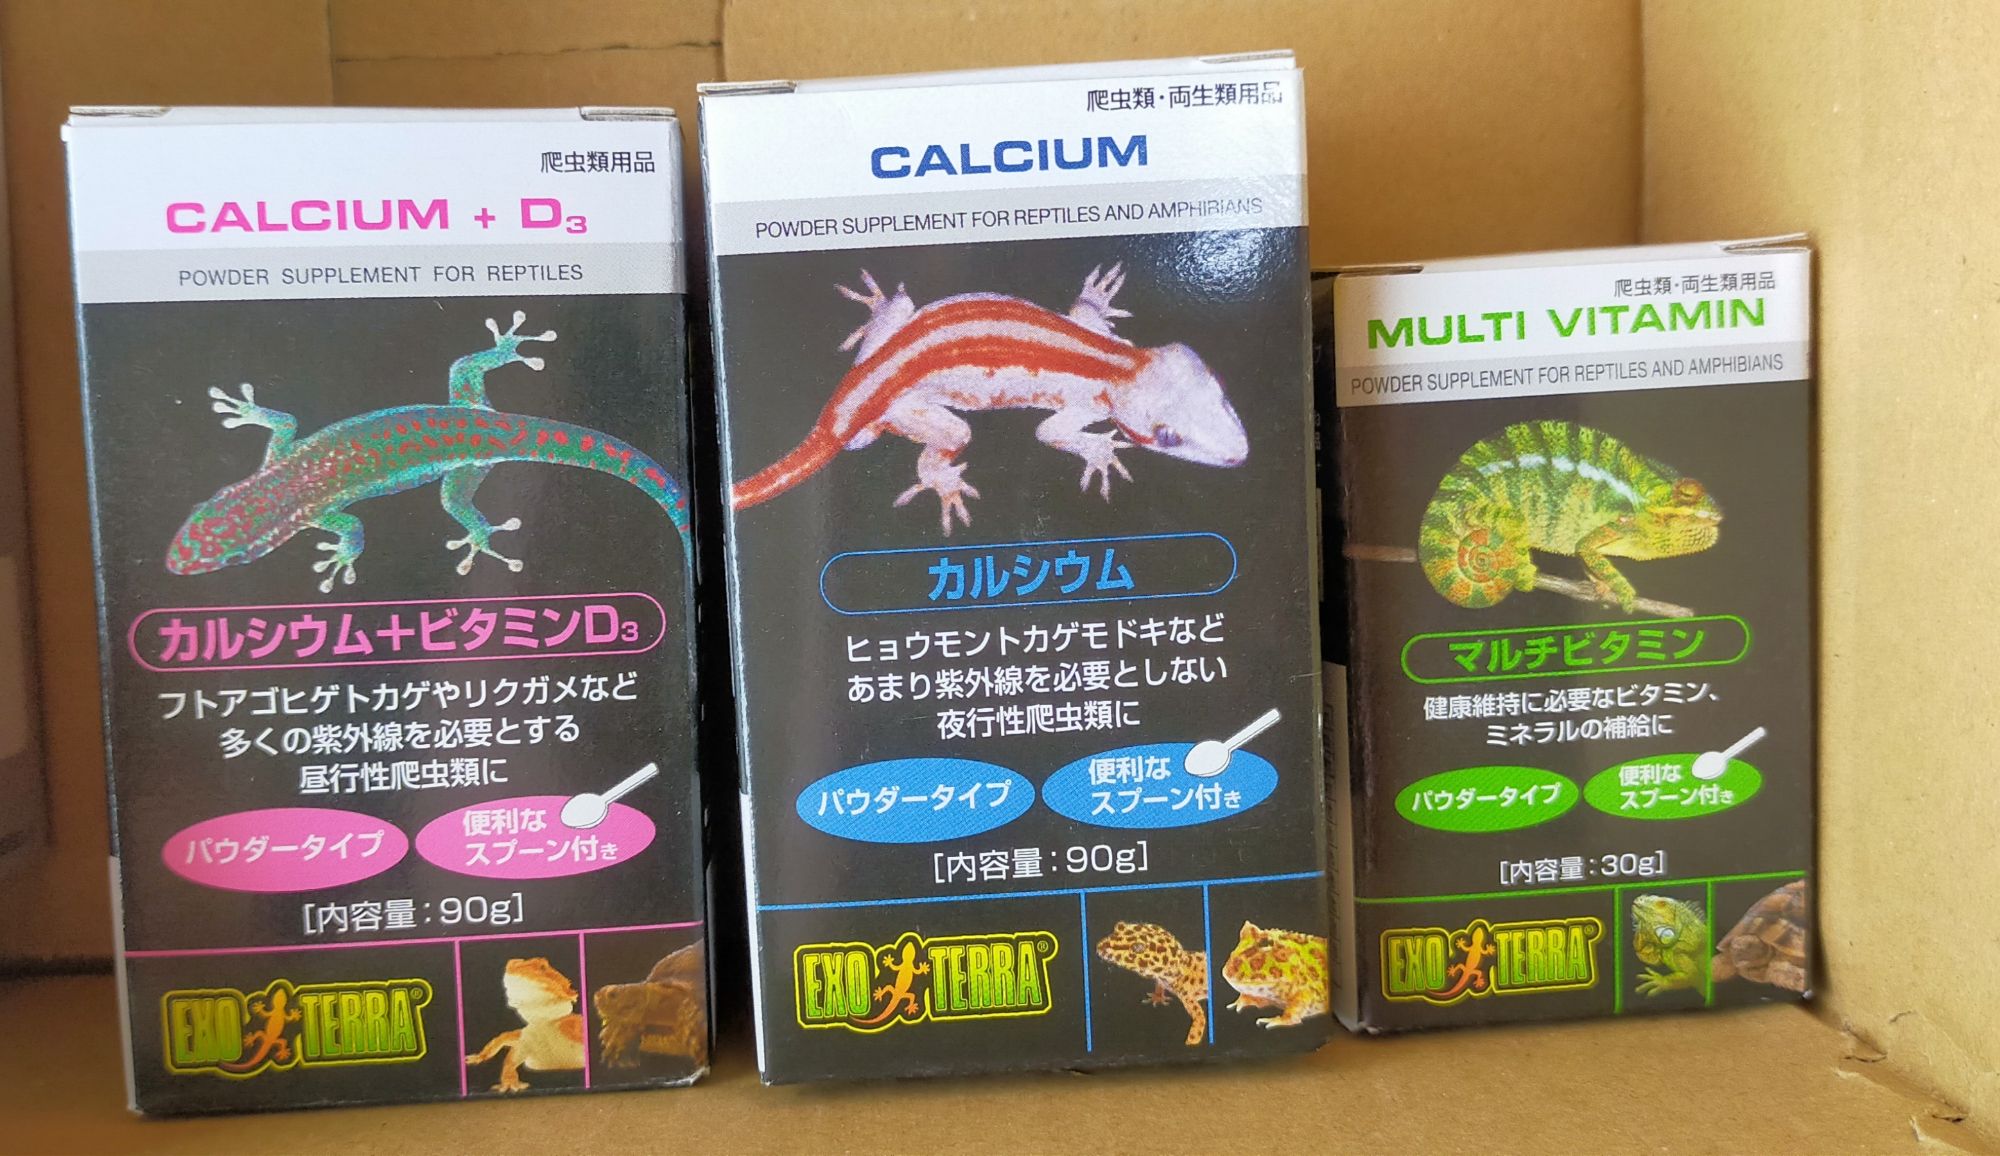 爬虫類用品
CALCIUM + D3
POWDER SUPPLEMENT FOR REPTILES
カルシウム+ビタミンD3
フトアゴヒゲトカゲやリクガメなど
多くの紫外線を必要とする
昼行性爬虫類に
パウダータイプ
便利な
スプーン付き
[内容量:90g]
EXO TERRA®
爬虫類・両生類用品
CALCIUM
POWDER SUPPLEMENT FOR REPTILES AND AMPHIBIANS
カルシウム
ヒョウモントカゲモドキなど
あまり紫外線を必要としない
夜行性爬虫類に
パウダータイプ
便利な
スプーン付き
[内容量:90g]
EXO TERRA®
爬虫類・両生類用品
MULTI VITAMIN
POWDER SUPPLEMENT FOR REPTILES AND AMPHIBIANS
マルチビタミン
健康維持に必要なビタミン、
ミネラルの補給に
パウダータイプ
便利な
スプーン付き
[内容量:30g]
EXO TERRA®